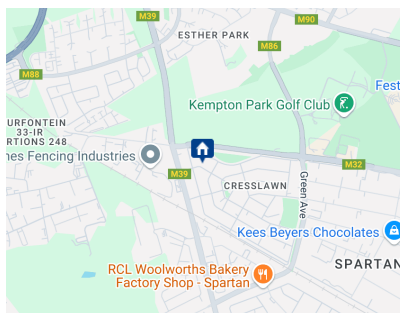 M39
M90
ESTHER PARK
M86
M88
Fest
Kempton Park Golf Club
URFONTEIN
33-IR
RTIONS 248
nes Fencing Industries
M32
M39
CRESSLAWN
Green Ave
Kees Beyers Chocolates
RCL Woolworths Bakery
Factory Shop - Spartan
SPARTAN